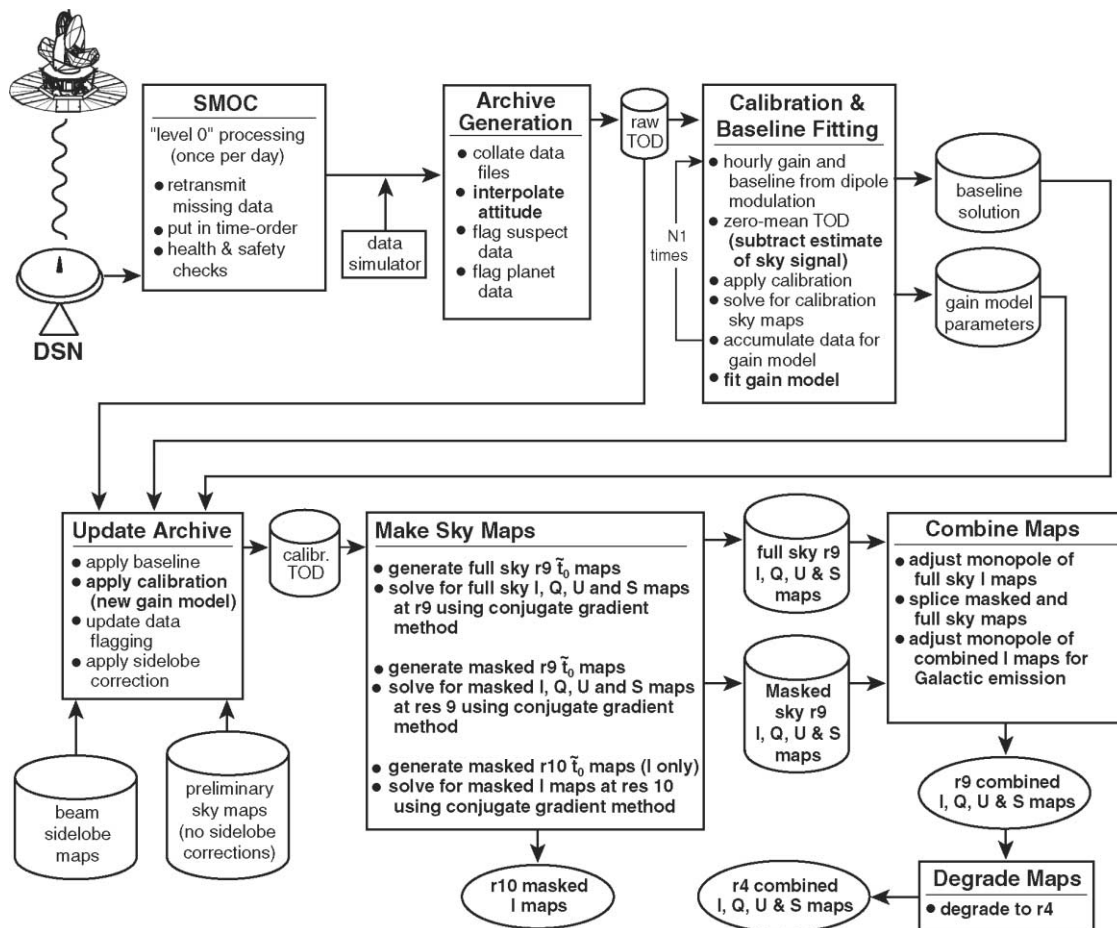 SMOC
"level 0" processing
(once per day)
● retransmit
missing data
● put in time-order
● health & safety
checks
DSN
data
simulator
Archive
Generation
● collate data
files
● interpolate
attitude
● flag suspect
data
● flag planet
data
raw
TOD
Calibration &
Baseline Fitting
● hourly gain and
baseline from dipole
modulation
● zero-mean TOD
(subtract estimate
of sky signal)
● apply calibration
● solve for calibration
sky maps
● accumulate data for
gain model
● fit gain model
N1
times
baseline
solution
gain model
parameters
Update Archive
● apply baseline
● apply calibration
(new gain model)
● update data
flagging
● apply sidelobe
correction
beam
sidelobe
maps
preliminary
sky maps
(no sidelobe
corrections)
calibr.
TOD
Make Sky Maps
● generate full sky r9 t̃₀ maps
● solve for full sky I, Q, U and S maps
at r9 using conjugate gradient
method
● generate masked r9 t̃₀ maps
● solve for masked I, Q, U and S maps
at res 9 using conjugate gradient
method
● generate masked r10 t̃₀ maps (I only)
● solve for masked I maps at res 10
using conjugate gradient method
r10 masked
I maps
full sky r9
I, Q, U & S
maps
Masked
sky r9
I, Q, U & S
maps
Combine Maps
● adjust monopole of
full sky I maps
● splice masked and
full sky maps
● adjust monopole of
combined I maps for
Galactic emission
r9 combined
I, Q, U & S maps
Degrade Maps
● degrade to r4
r4 combined
I, Q, U & S maps